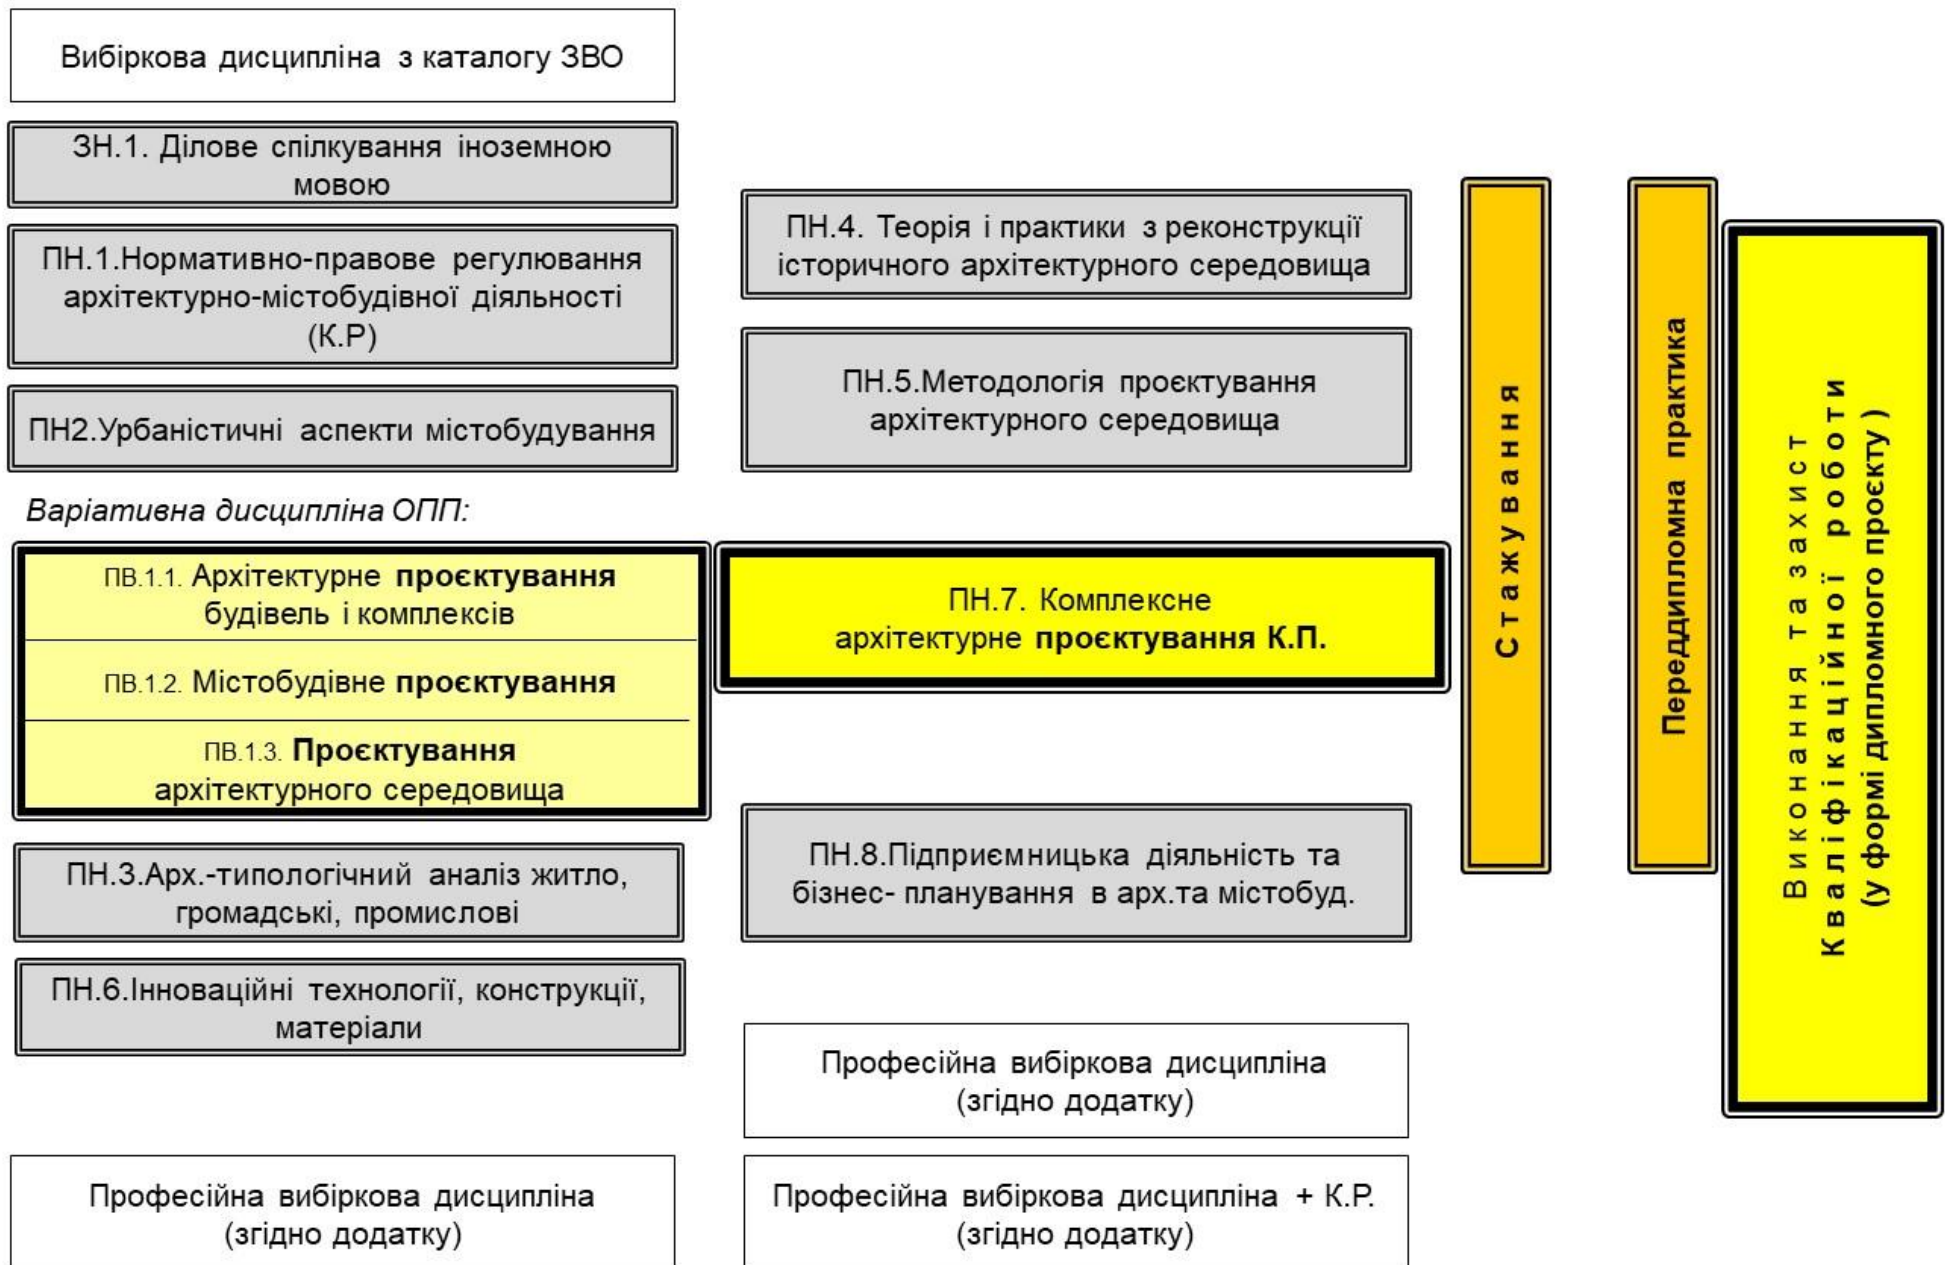 Вибіркова дисципліна з каталогу ЗВО
ЗН.1. Ділове спілкування іноземною
мовою
ПН.1.Нормативно-правове регулювання
архітектурно-містобудівної діяльності
(К.Р)
ПН2.Урбаністичні аспекти містобудування
Варіативна дисципліна ОПП:
ПВ.1.1. Архітектурне проєктування
будівель і комплексів
ПВ.1.2. Містобудівне проєктування
ПВ.1.3. Проєктування
архітектурного середовища
ПН.3.Арх.-типологічний аналіз житло,
громадські, промислові
ПН.6.Інноваційні технології, конструкції,
матеріали
Професійна вибіркова дисципліна
(згідно додатку)
ПН.4. Теорія і практики з реконструкції
історичного архітектурного середовища
ПН.5.Методологія проєктування
архітектурного середовища
ПН.7. Комплексне
архітектурне проєктування К.П.
ПН.8.Підприємницька діяльність та
бізнес- планування в арх.та містобуд.
Професійна вибіркова дисципліна
(згідно додатку)
Професійна вибіркова дисципліна + К.Р.
(згідно додатку)
Стажування
Переддипломна практика
Виконання та захист
Кваліфікаційної роботи
(у формі дипломного проєкту )